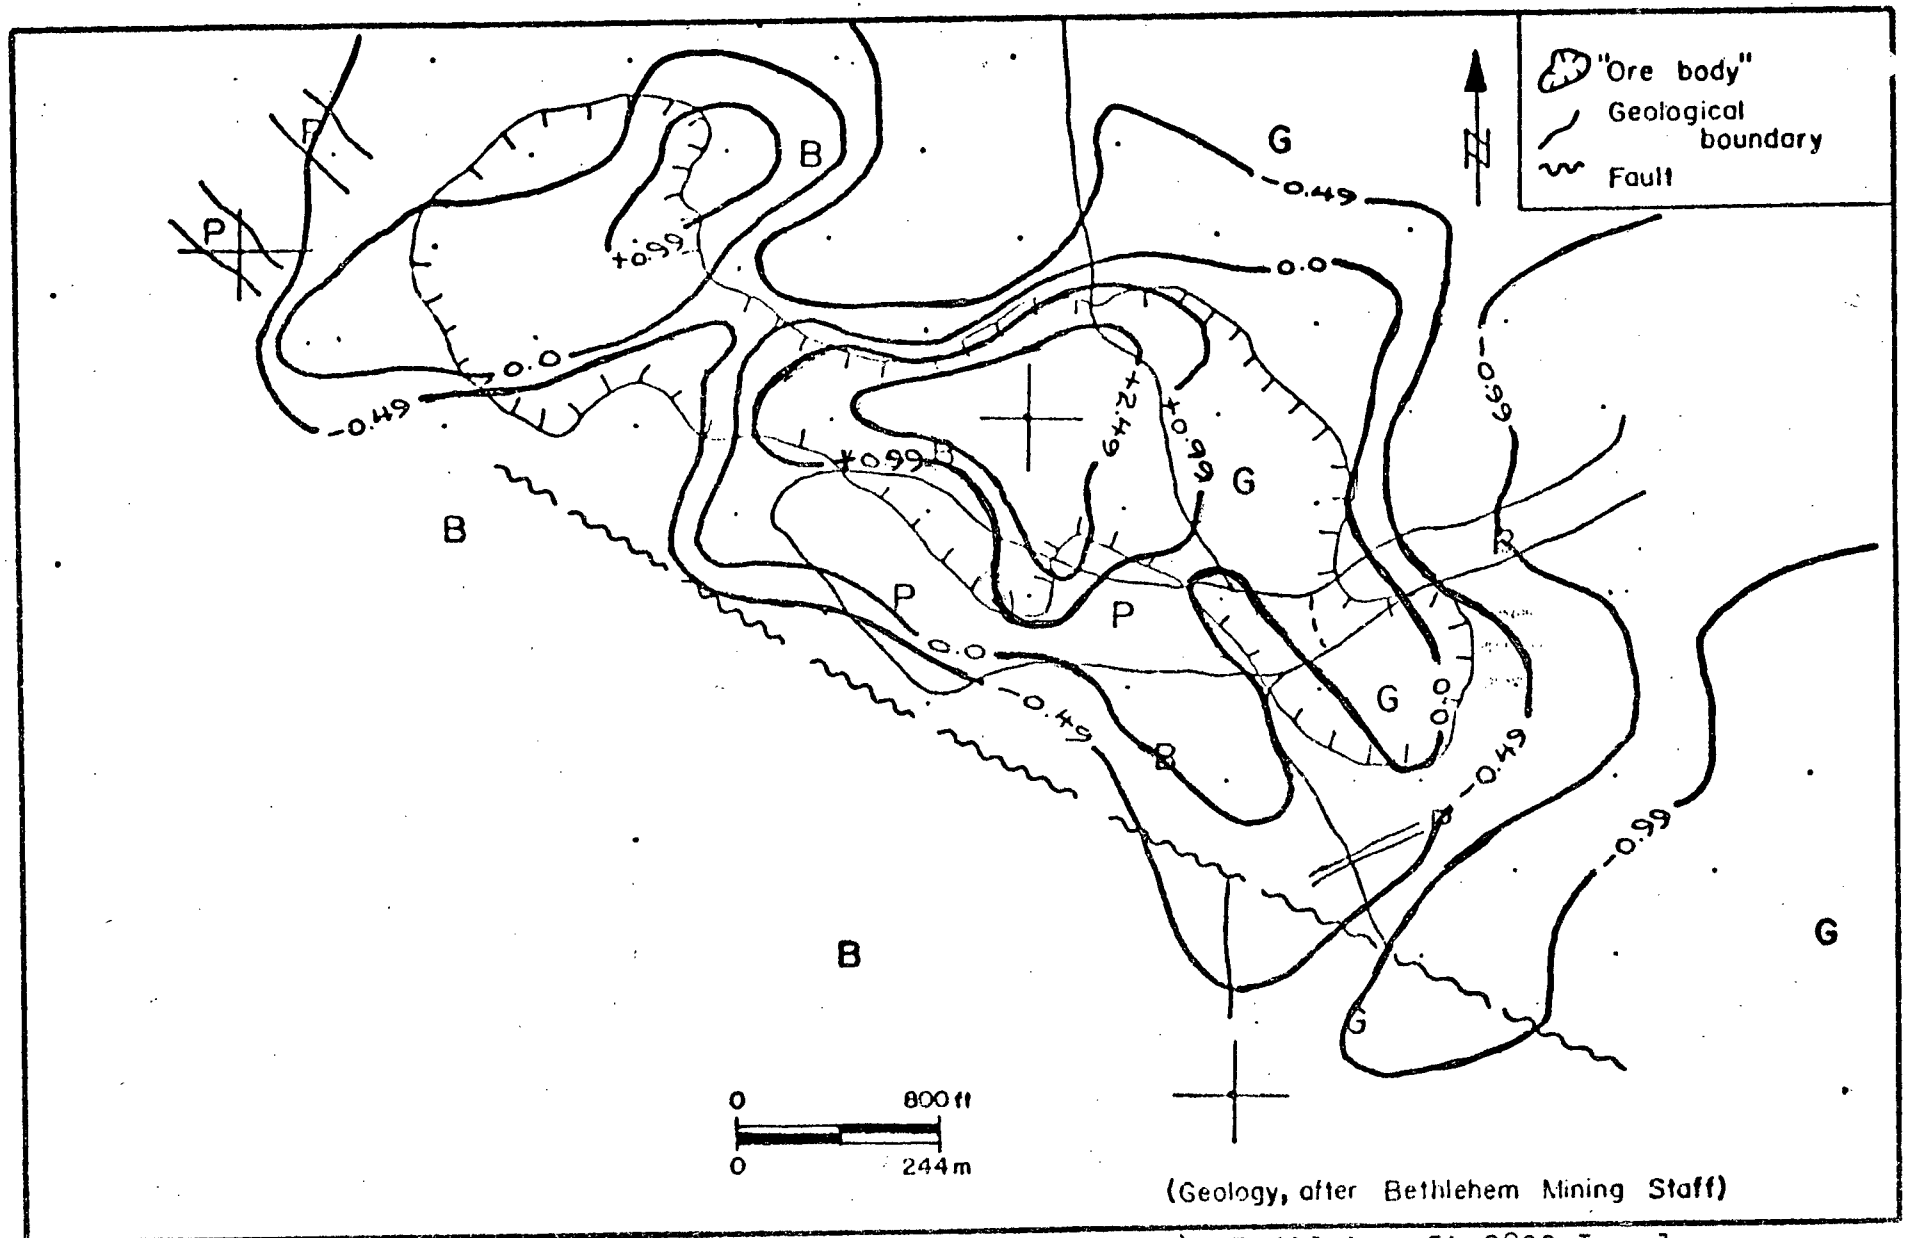 "Ore body"
Geological
boundary
Fault
N
G
B
P
P
-0.49
0.0
+0.99
-0.99
0.0
-0.49
+2.49
+0.99
+0.99
B
G
B
P
P
0.0
-0.49
G
0.0
B
-0.49
-0.99
B
G
G
0 800 ft
0 244 m
(Geology, after Bethlehem Mining Staff)